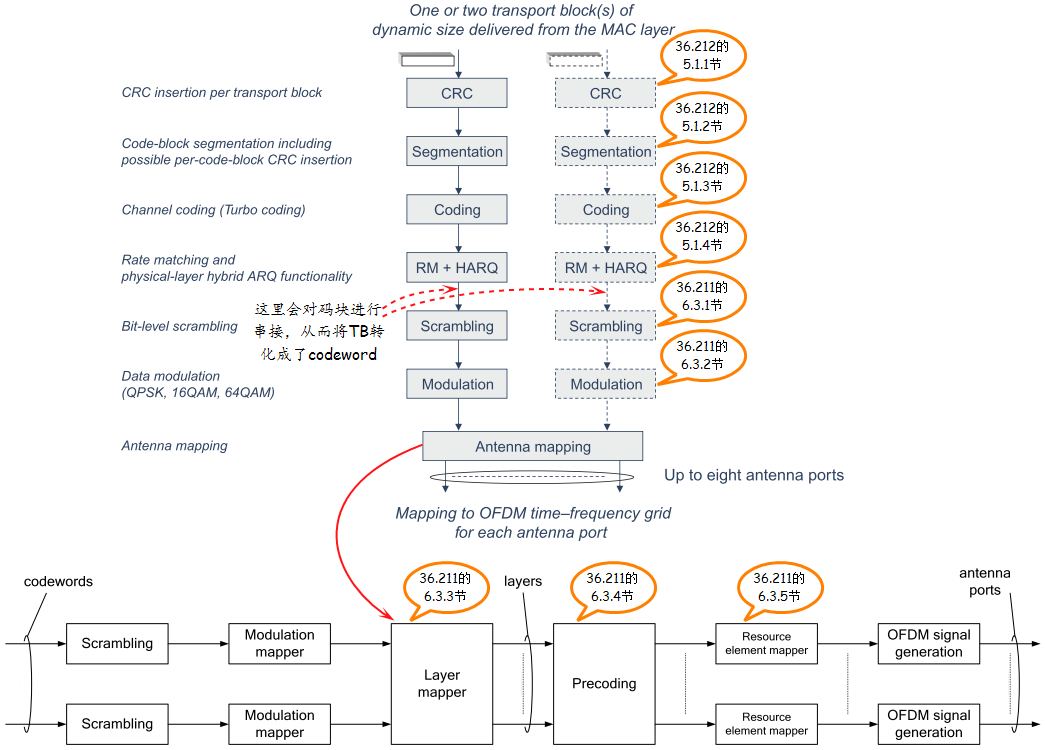 One or two transport block(s) of
dynamic size delivered from the MAC layer
36.212的
5.1.1节
CRC insertion per transport block
CRC
CRC
36.212的
5.1.2节
Code-block segmentation including
possible per-code-block CRC insertion
Segmentation
Segmentation
36.212的
5.1.3节
Channel coding (Turbo coding)
Coding
Coding
36.212的
5.1.4节
Rate matching and
physical-layer hybrid ARQ functionality
RM + HARQ
RM + HARQ
36.211的
6.3.1节
这里会对码块进行
串接，从而将TB转
化成了codeword
Bit-level scrambling
Scrambling
Scrambling
36.211的
6.3.2节
Data modulation
(QPSK, 16QAM, 64QAM)
Modulation
Modulation
Antenna mapping
Antenna mapping
Up to eight antenna ports
Mapping to OFDM time–frequency grid
for each antenna port
codewords
36.211的
6.3.3节
layers
36.211的
6.3.4节
36.211的
6.3.5节
antenna
ports
Scrambling
Modulation
mapper
Layer
mapper
Precoding
Resource
element mapper
OFDM signal
generation
Scrambling
Modulation
mapper
Resource
element mapper
OFDM signal
generation